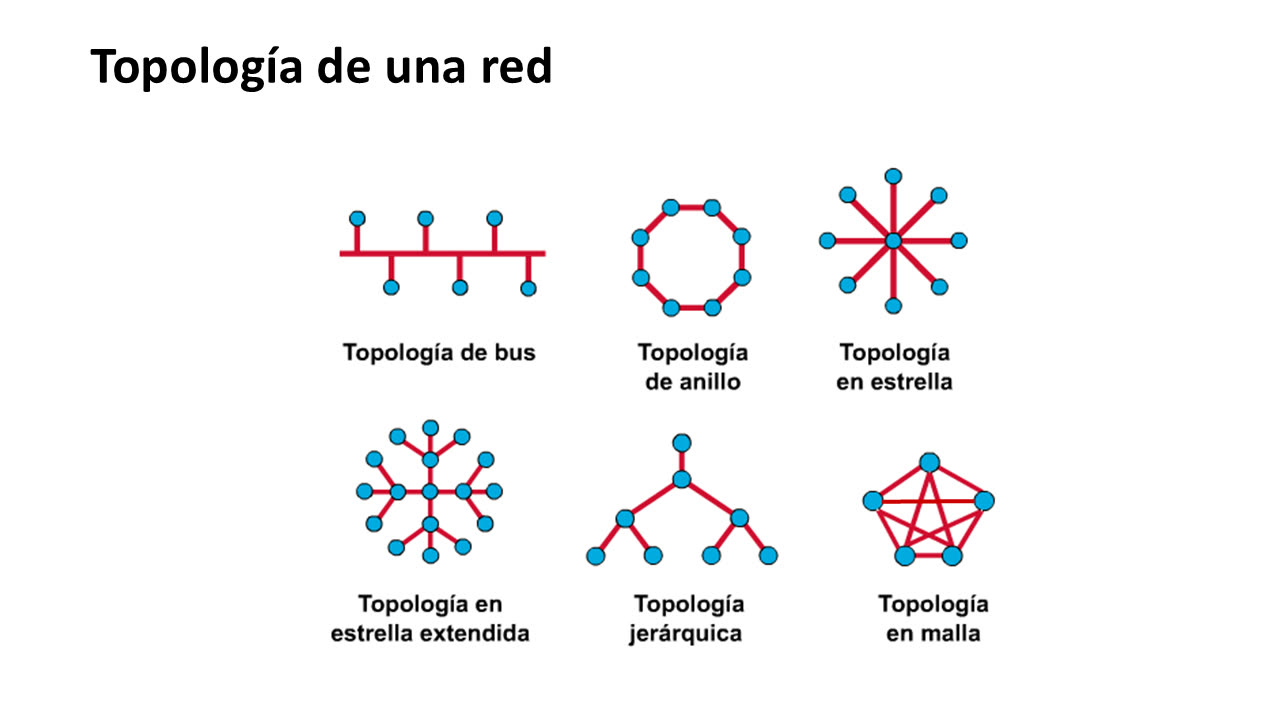 Topología de una red
Topología de bus
Topología
de anillo
Topología
en estrella
Topología en
estrella extendida
Topología
jerárquica
Topología
en malla